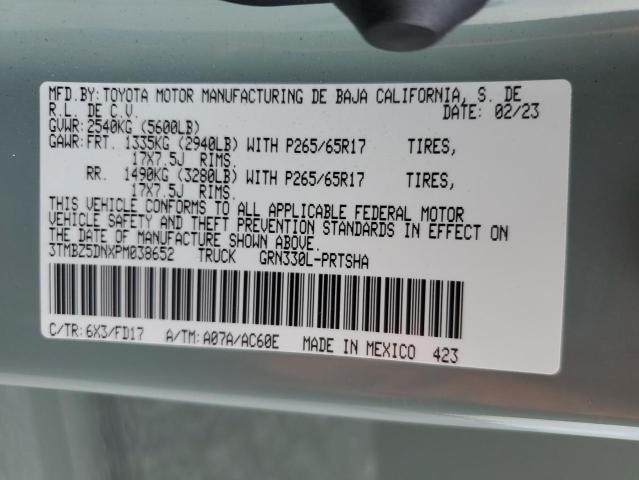 MFD.BY: TOYOTA MOTOR MANUFACTURING DE BAJA CALIFORNIA, S. DE
R.L. DE C.V. DATE: 02/23
GVWR: 2540KG (5600LB)
GAWR: FRT. 1335KG (2940LB) WITH P265/65R17 TIRES,
17X7.5J RIMS.
RR. 1490KG (3280LB) WITH P265/65R17 TIRES,
17X7.5J RIMS.
THIS VEHICLE CONFORMS TO ALL APPLICABLE FEDERAL MOTOR
VEHICLE SAFETY AND THEFT PREVENTION STANDARDS IN EFFECT ON
THE DATE OF MANUFACTURE SHOWN ABOVE.
3TMBZ5DNXPM038652 TRUCK GRN330L-PRTSHA
C/TR: 6X3/FD17 A/TM: A07A/AC60E MADE IN MEXICO 423